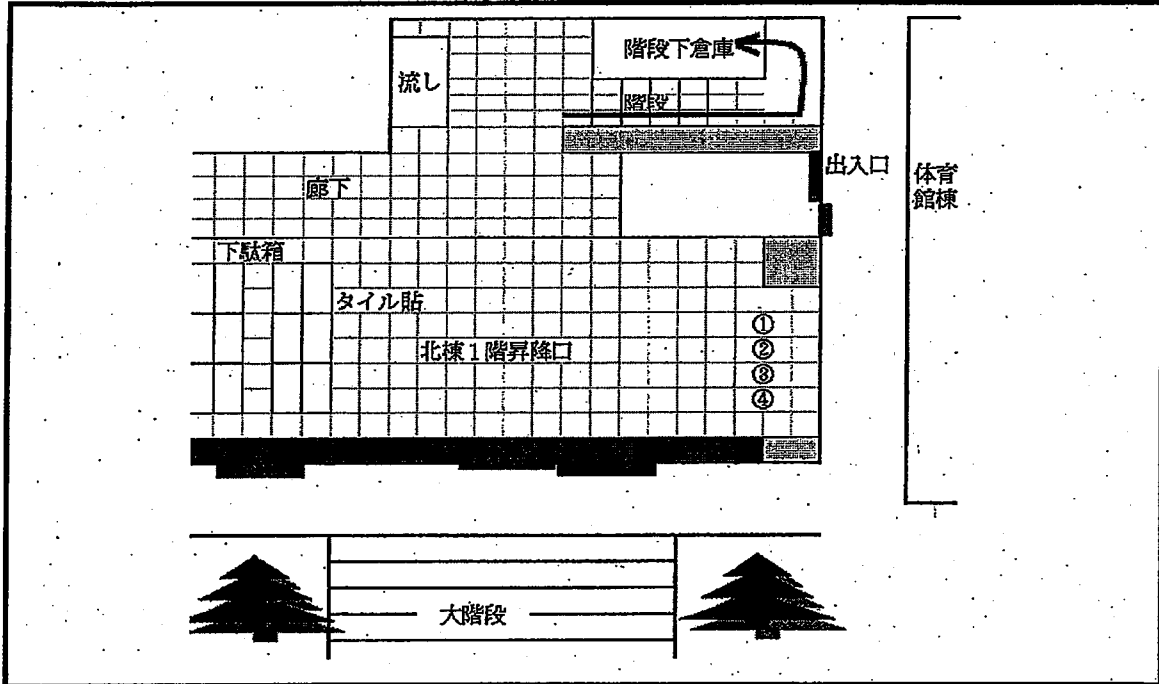 階段下倉庫
流し
階段
出入口
体育
館棟
廊下
下駄箱
タイル貼
①
北棟1階昇降口
②
③
④
大階段